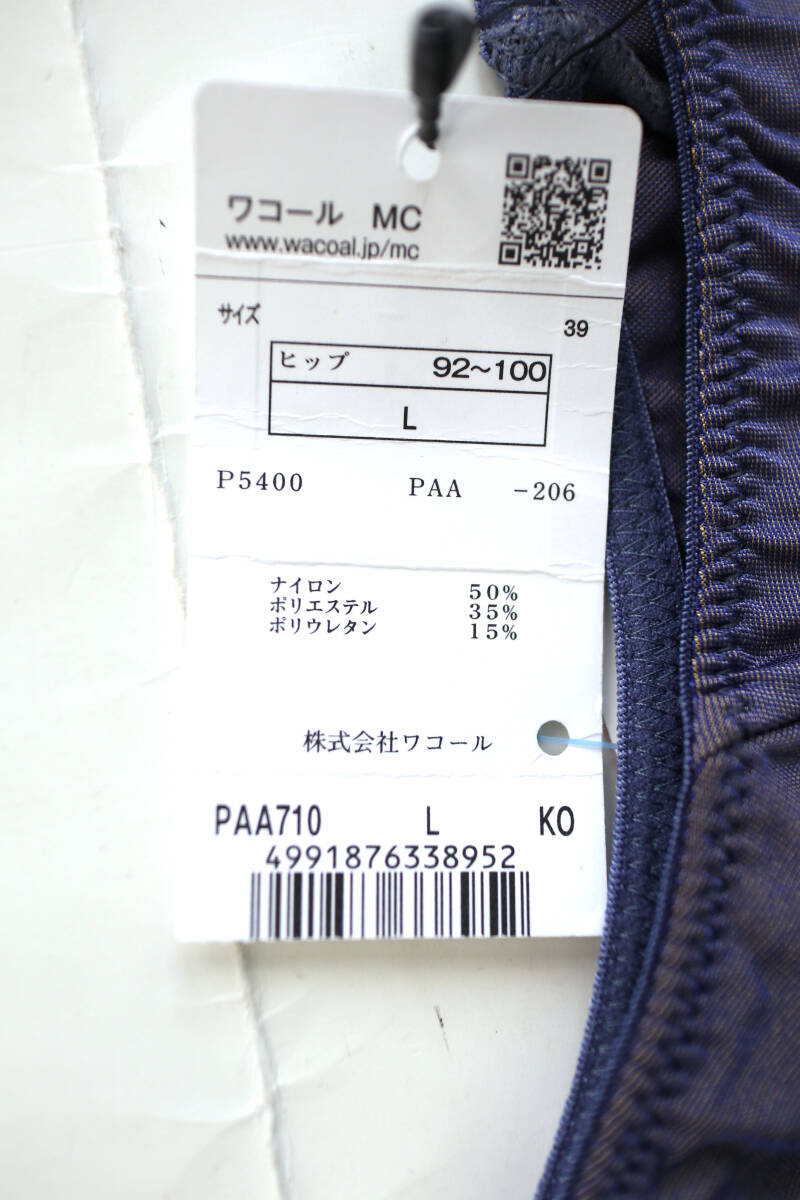 ワコール MC
www.wacoal.jp/mc
サイズ 39
ヒップ 92~100
L
P5400 PAA -206
ナイロン 50%
ポリエステル 35%
ポリウレタン 15%
株式会社ワコール
PAA710 L KO
4991876338952